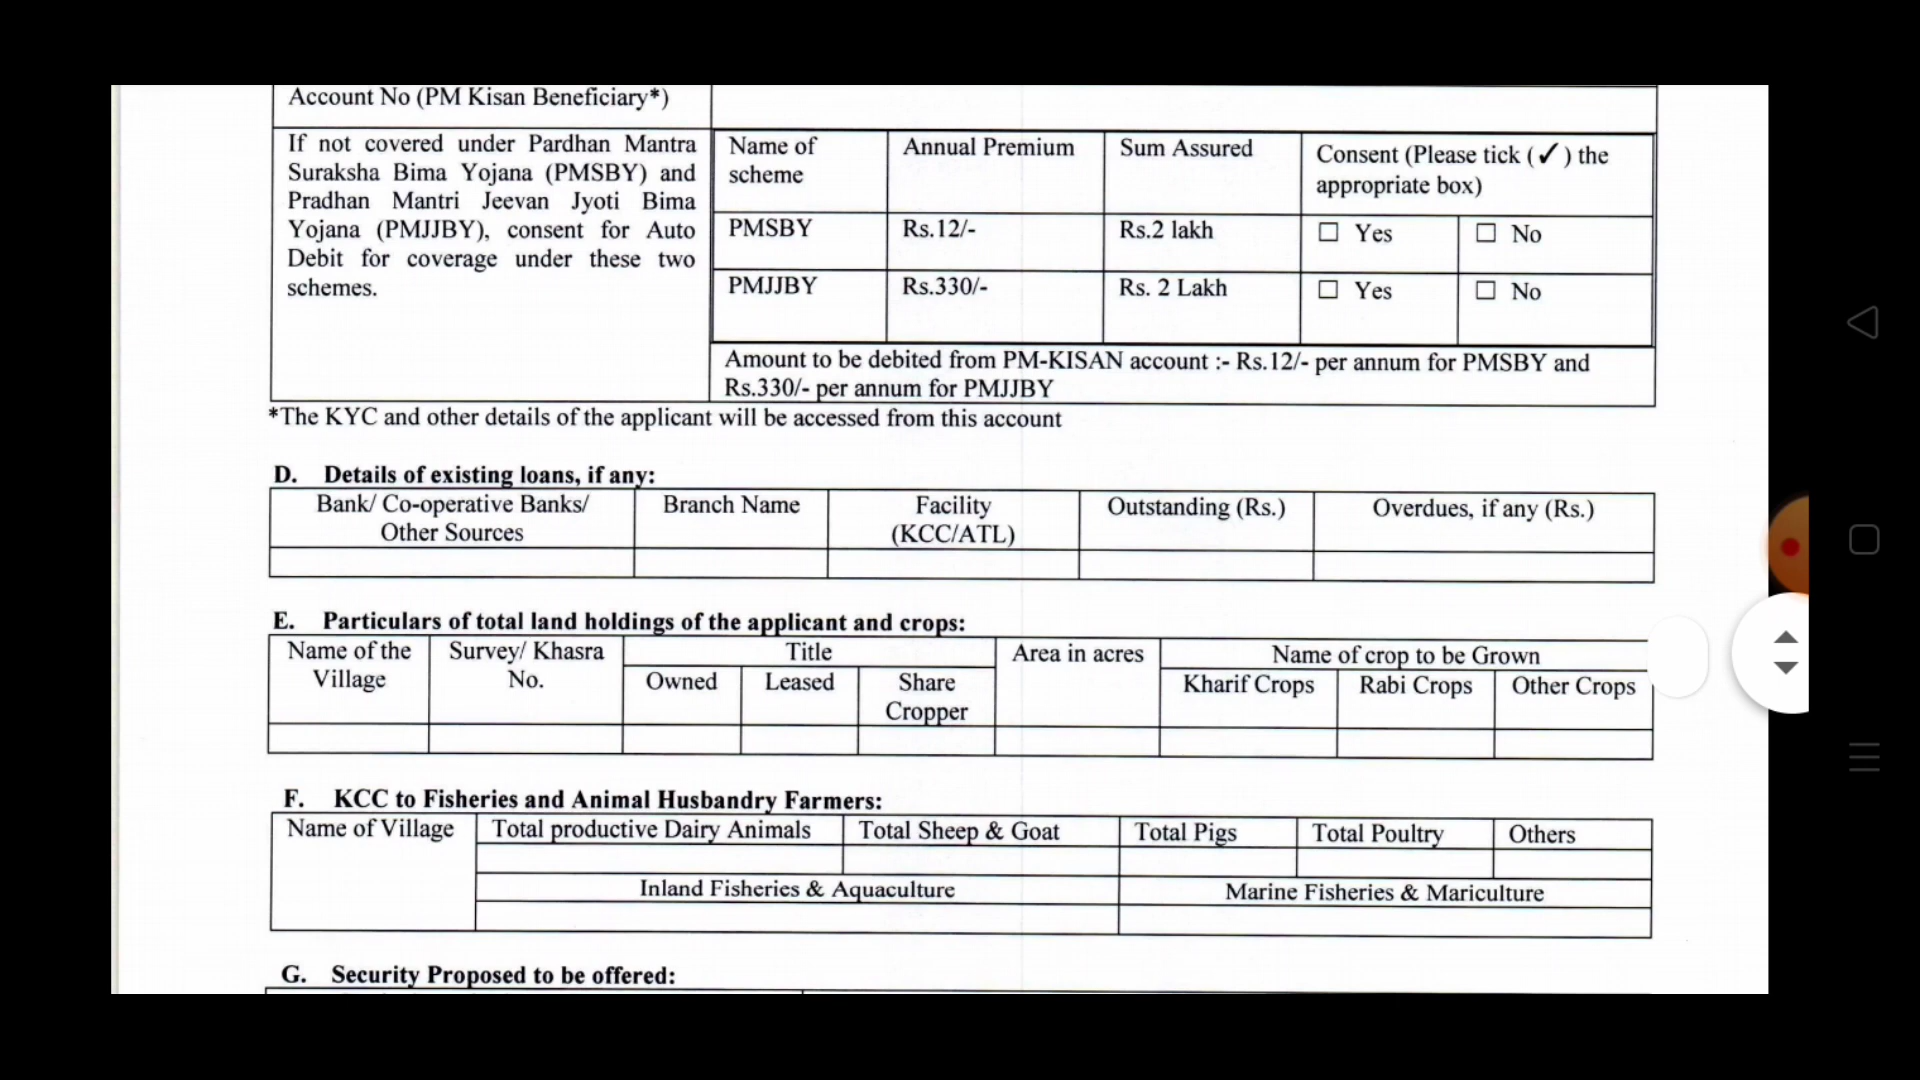 Account No (PM Kisan Beneficiary*)
If not covered under Pardhan Mantra
Suraksha Bima Yojana (PMSBY) and
Pradhan Mantri Jeevan Jyoti Bima
Yojana (PMJJBY), consent for Auto
Debit for coverage under these two
schemes.
Name of
scheme
Annual Premium
Sum Assured
Consent (Please tick (✓) the
appropriate box)
PMSBY
Rs.12/-
Rs.2 lakh
☐ Yes
☐ No
PMJJBY
Rs.330/-
Rs. 2 Lakh
☐ Yes
☐ No
Amount to be debited from PM-KISAN account :- Rs.12/- per annum for PMSBY and
Rs.330/- per annum for PMJJBY
*The KYC and other details of the applicant will be accessed from this account
D. Details of existing loans, if any:
Bank/ Co-operative Banks/
Other Sources
Branch Name
Facility
(KCC/ATL)
Outstanding (Rs.)
Overdues, if any (Rs.)
E. Particulars of total land holdings of the applicant and crops:
Name of the
Village
Survey/ Khasra
No.
Title
Owned
Leased
Share
Cropper
Area in acres
Name of crop to be Grown
Kharif Crops
Rabi Crops
Other Crops
F. KCC to Fisheries and Animal Husbandry Farmers:
Name of Village
Total productive Dairy Animals
Total Sheep & Goat
Total Pigs
Total Poultry
Others
Inland Fisheries & Aquaculture
Marine Fisheries & Mariculture
G. Security Proposed to be offered: